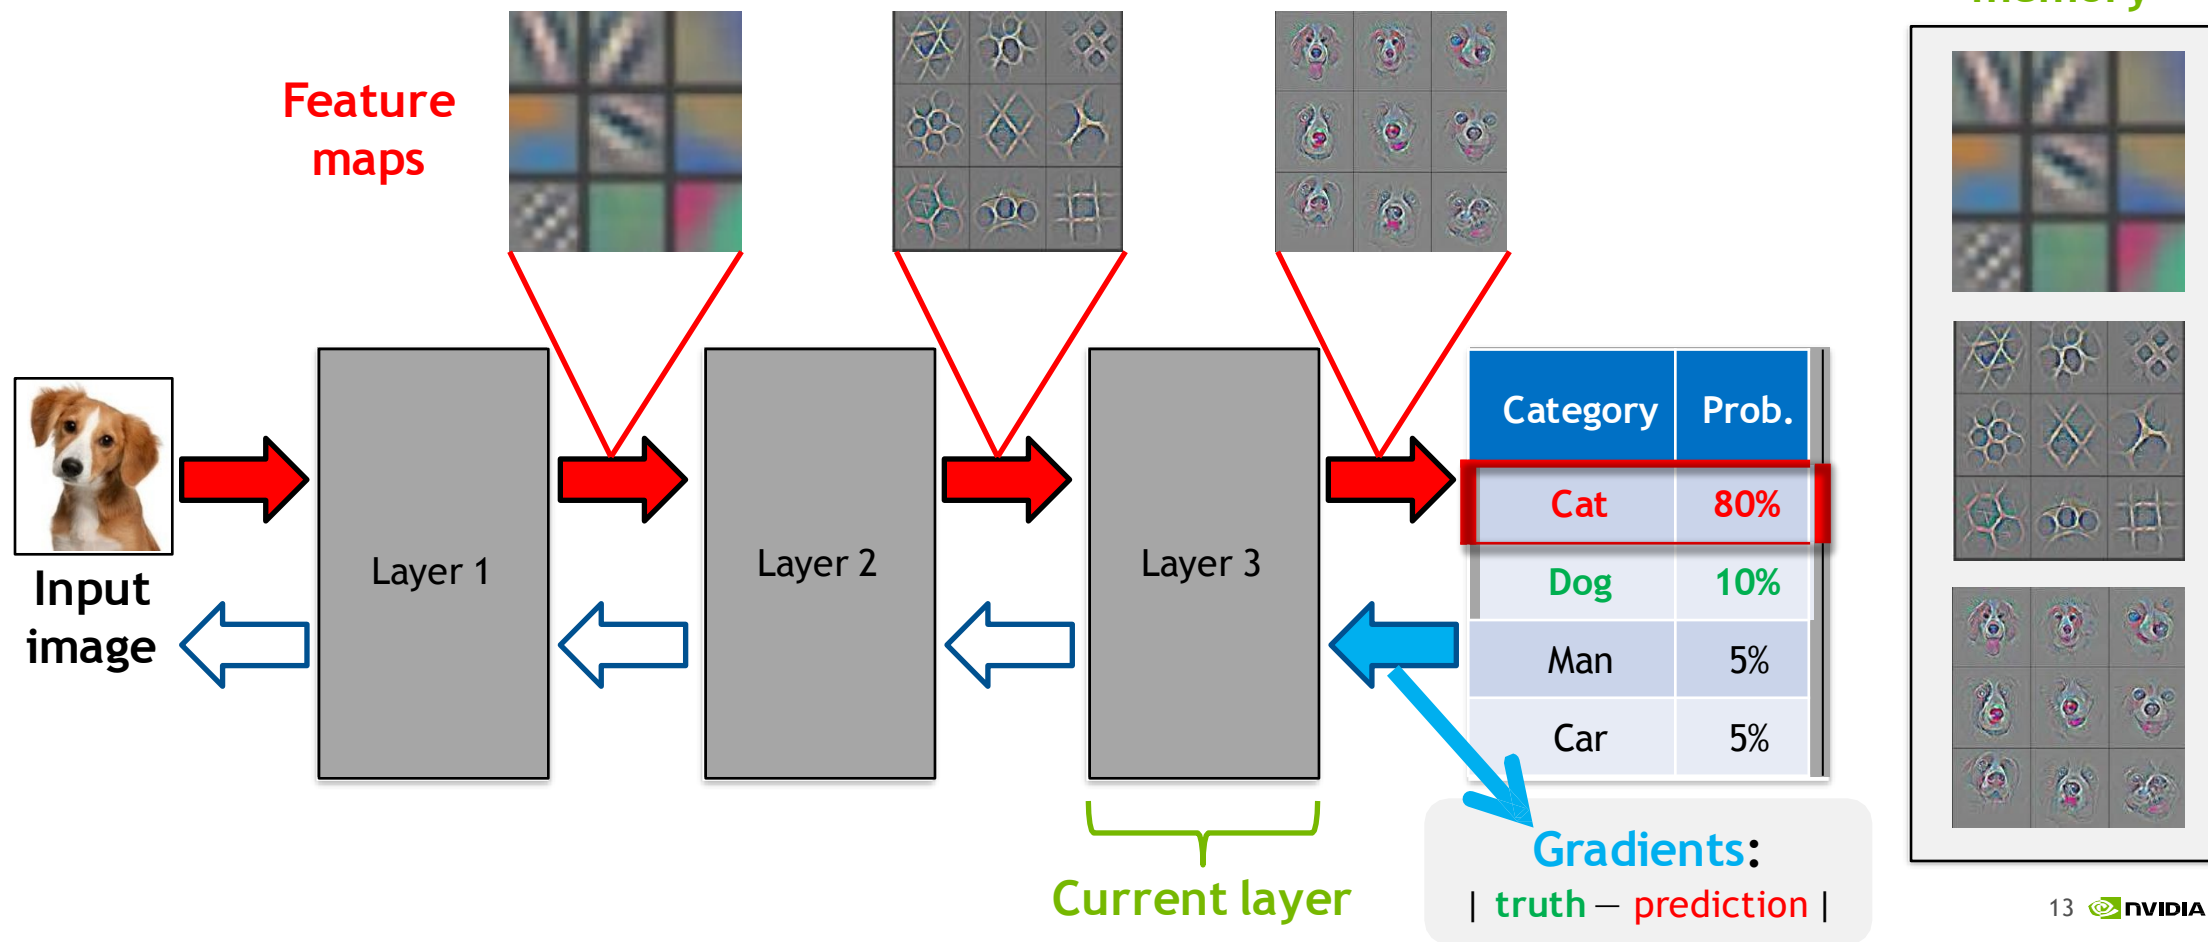 Feature
maps
Input
image
Layer 1
Layer 2
Layer 3
Category Prob.
Cat 80%
Dog 10%
Man 5%
Car 5%
Current layer
Gradients:
| truth – prediction |
memory
13 NVIDIA